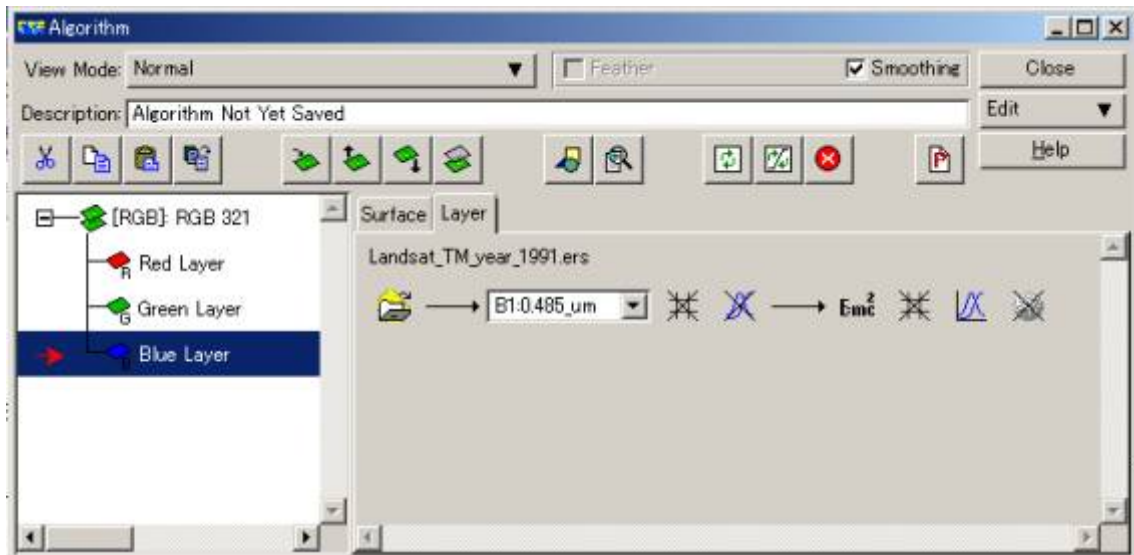 Algorithm
View Mode: Normal
Feather
Smoothing
Close
Description: Algorithm Not Yet Saved
Edit
Help
[RGB]: RGB 321
Red Layer
Green Layer
Blue Layer
Surface
Layer
Landsat_TM_year_1991.ers
B1:0.485_um
Emc2